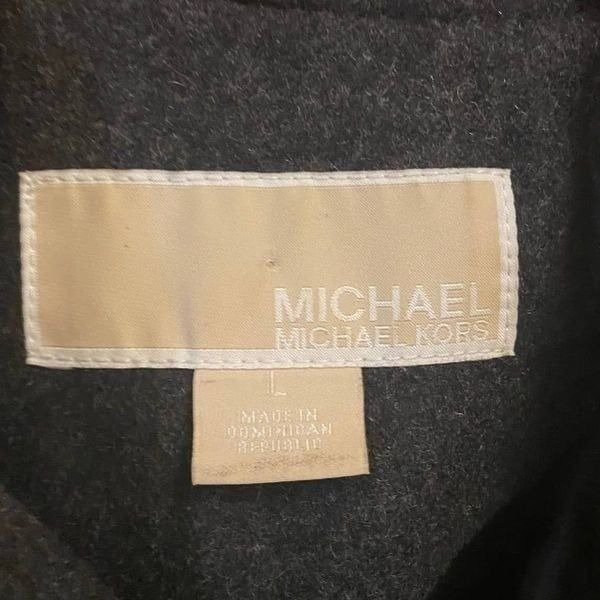 MICHAEL
MICHAEL KORS
L
MADE IN
DOMINICAN
REPUBLIC